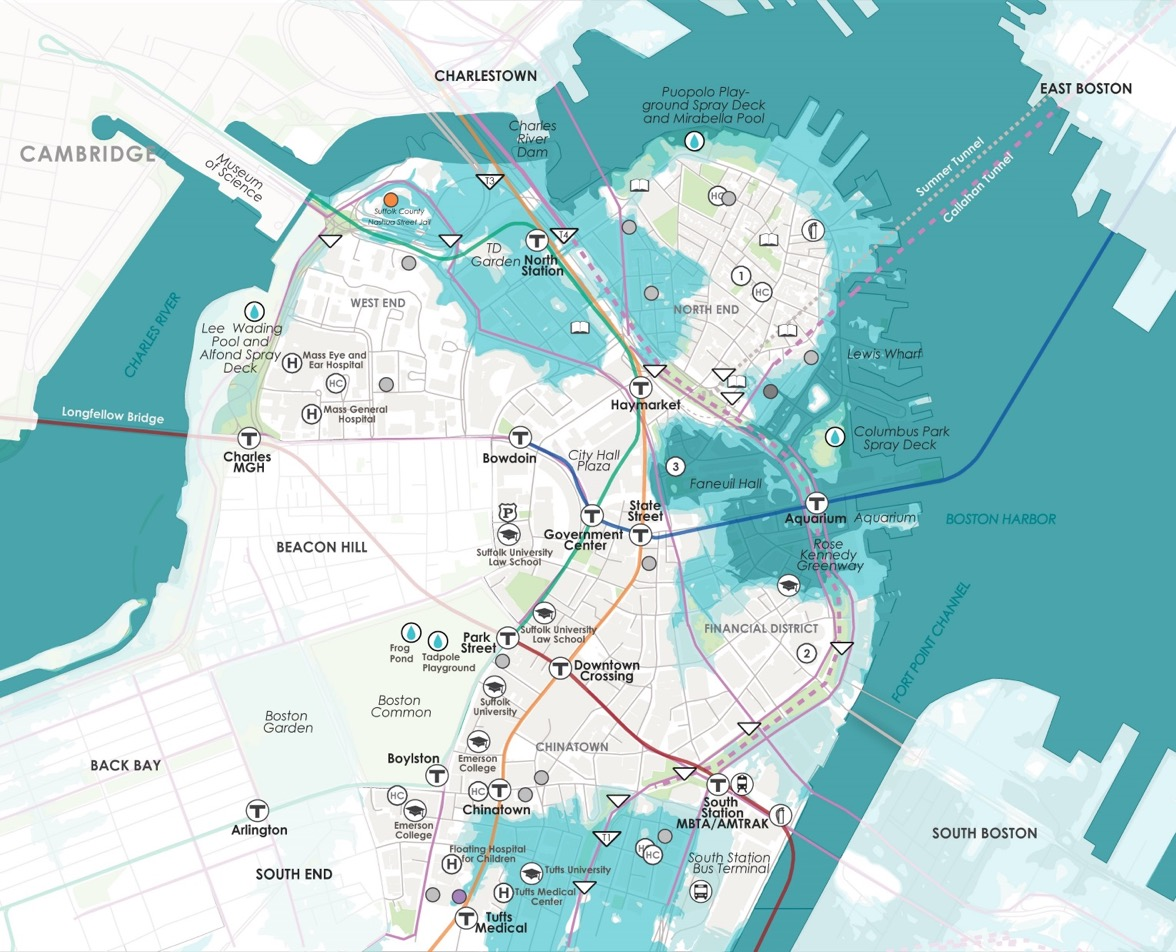 CHARLESTOWN
EAST BOSTON
Puopolo Play-
ground Spray Deck
and Mirabella Pool
Charles
River
Dam
CAMBRIDGE
Museum
of Science
Sumner Tunnel
Callahan Tunnel
T3
HC
Suffolk County
Nashua Street Jail
T4
TD
Garden
North
Station
1
HC
WEST END
NORTH END
CHARLES RIVER
Lee Wading
Pool and
Alfond Spray
Deck
H
Mass Eye and
Ear Hospital
HC
H
Mass General
Hospital
Lewis Wharf
T
Haymarket
Longfellow Bridge
Charles
MGH
Bowdoin
City Hall
Plaza
3
Faneuil Hall
Columbus Park
Spray Deck
State
Street
Government
Center
Aquarium
Aquarium
BOSTON HARBOR
P
Suffolk University
Law School
BEACON HILL
Rose
Kennedy
Greenway
FORT POINT CHANNEL
Suffolk University
Law School
FINANCIAL DISTRICT
2
Park
Street
Frog
Pond
Tadpole
Playground
Downtown
Crossing
Suffolk
University
Boston
Common
Boston
Garden
BACK BAY
Emerson
College
CHINATOWN
Boylston
HC
HC
Chinatown
Emerson
College
Arlington
South
Station
MBTA/AMTRAK
T1
HC
HC
SOUTH BOSTON
SOUTH END
Floating Hospital
for Children
H
Tufts University
South Station
Bus Terminal
H
Tufts Medical
Center
Tufts
Medical